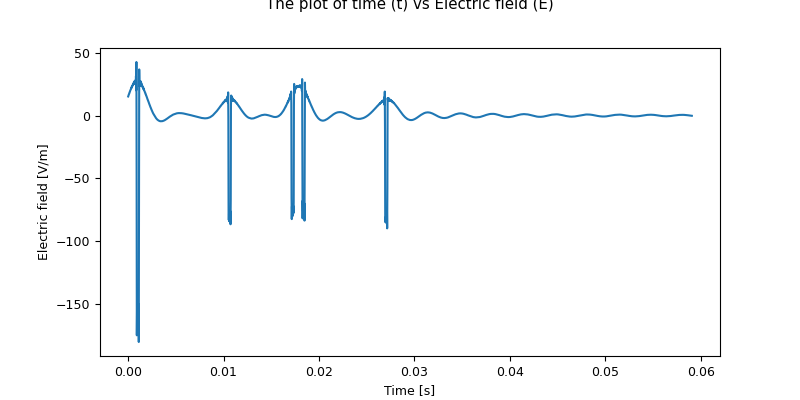 The plot of time (t) vs Electric field (E)
50
0
−50
−100
−150
Electric field [V/m]
0.00 0.01 0.02 0.03 0.04 0.05 0.06
Time [s]